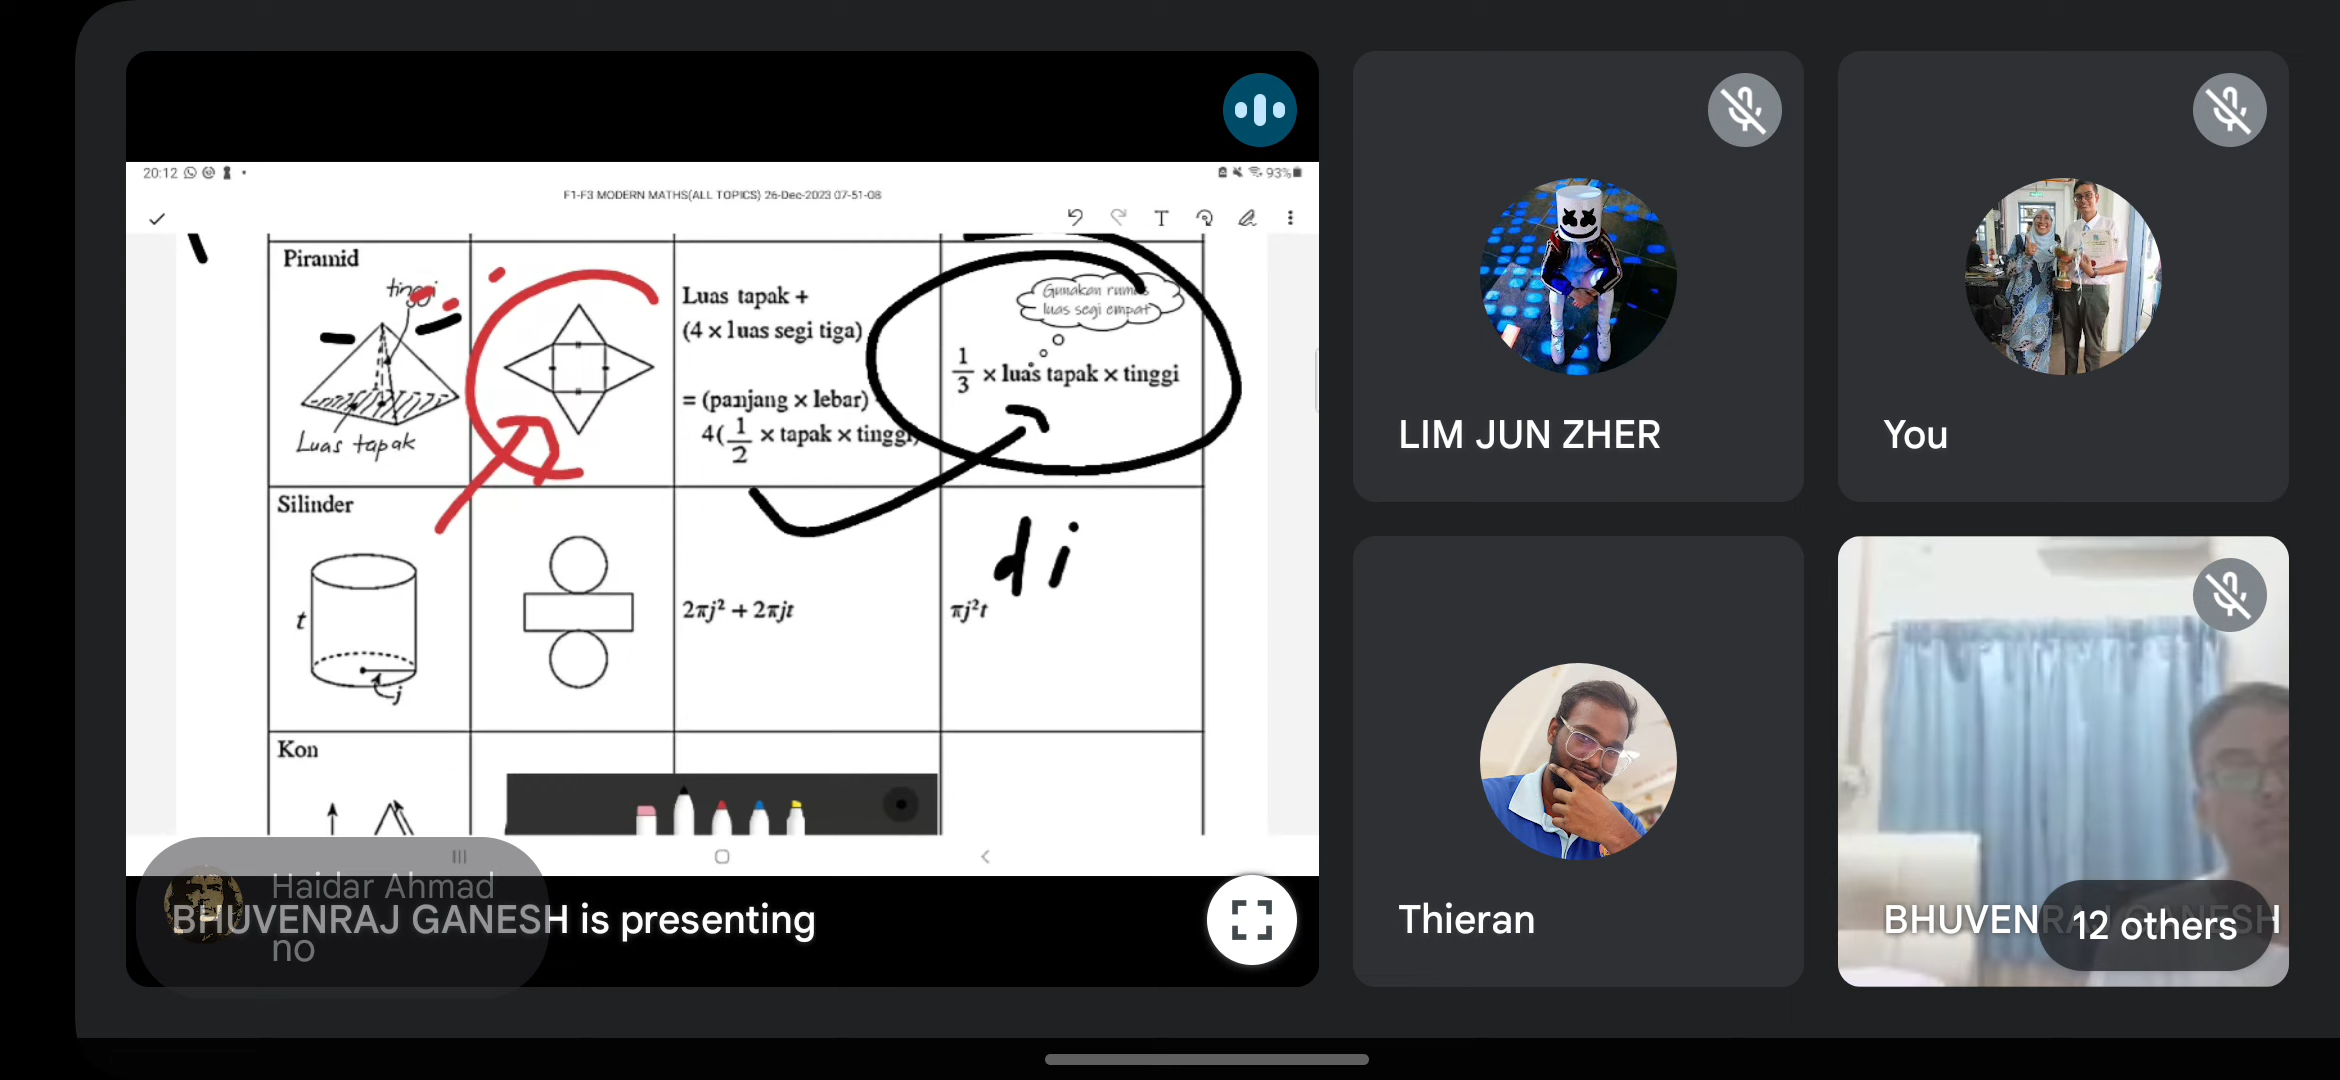 20:12
93%
F1-F3 MODERN MATHS(ALL TOPICS) 26-Dec-2023 07-51-08
T
Piramid
tinggi
Luas tapak
Luas tapak +
(4 × luas segi tiga)
= (panjang × lebar)
4(1/2 × tapak × tinggi)
Gunakan rumus
luas segi empat
1/3 × luas tapak × tinggi
Silinder
t
j
2πj² + 2πjt
πj²t
di
Kon
Haidar Ahmad
no
BHUVENRAJ GANESH is presenting
LIM JUN ZHER
You
Thieran
BHUVENRAJ GANESH
12 others